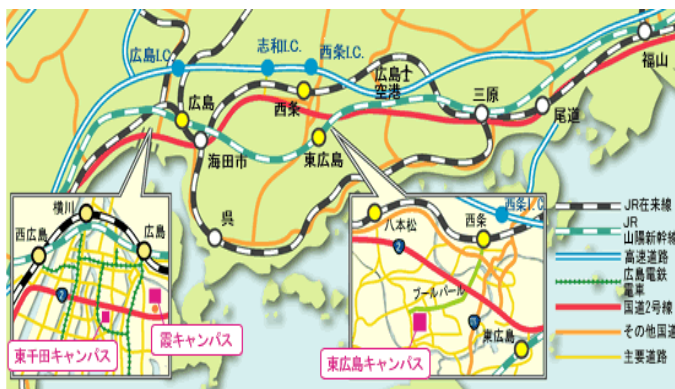 広島I.C.
志和I.C.
西条I.C.
広島
空港
福山
広島
西条
三原
尾道
海田市
東広島
呉
横川
西広島
広島
2
霞キャンパス
東千田キャンパス
西条I.C.
八本松
西条
2
ブールバール
東広島
東広島キャンパス
JR在来線
JR
山陽新幹線
高速道路
広島電鉄
電車
国道2号線
その他国道
主要道路